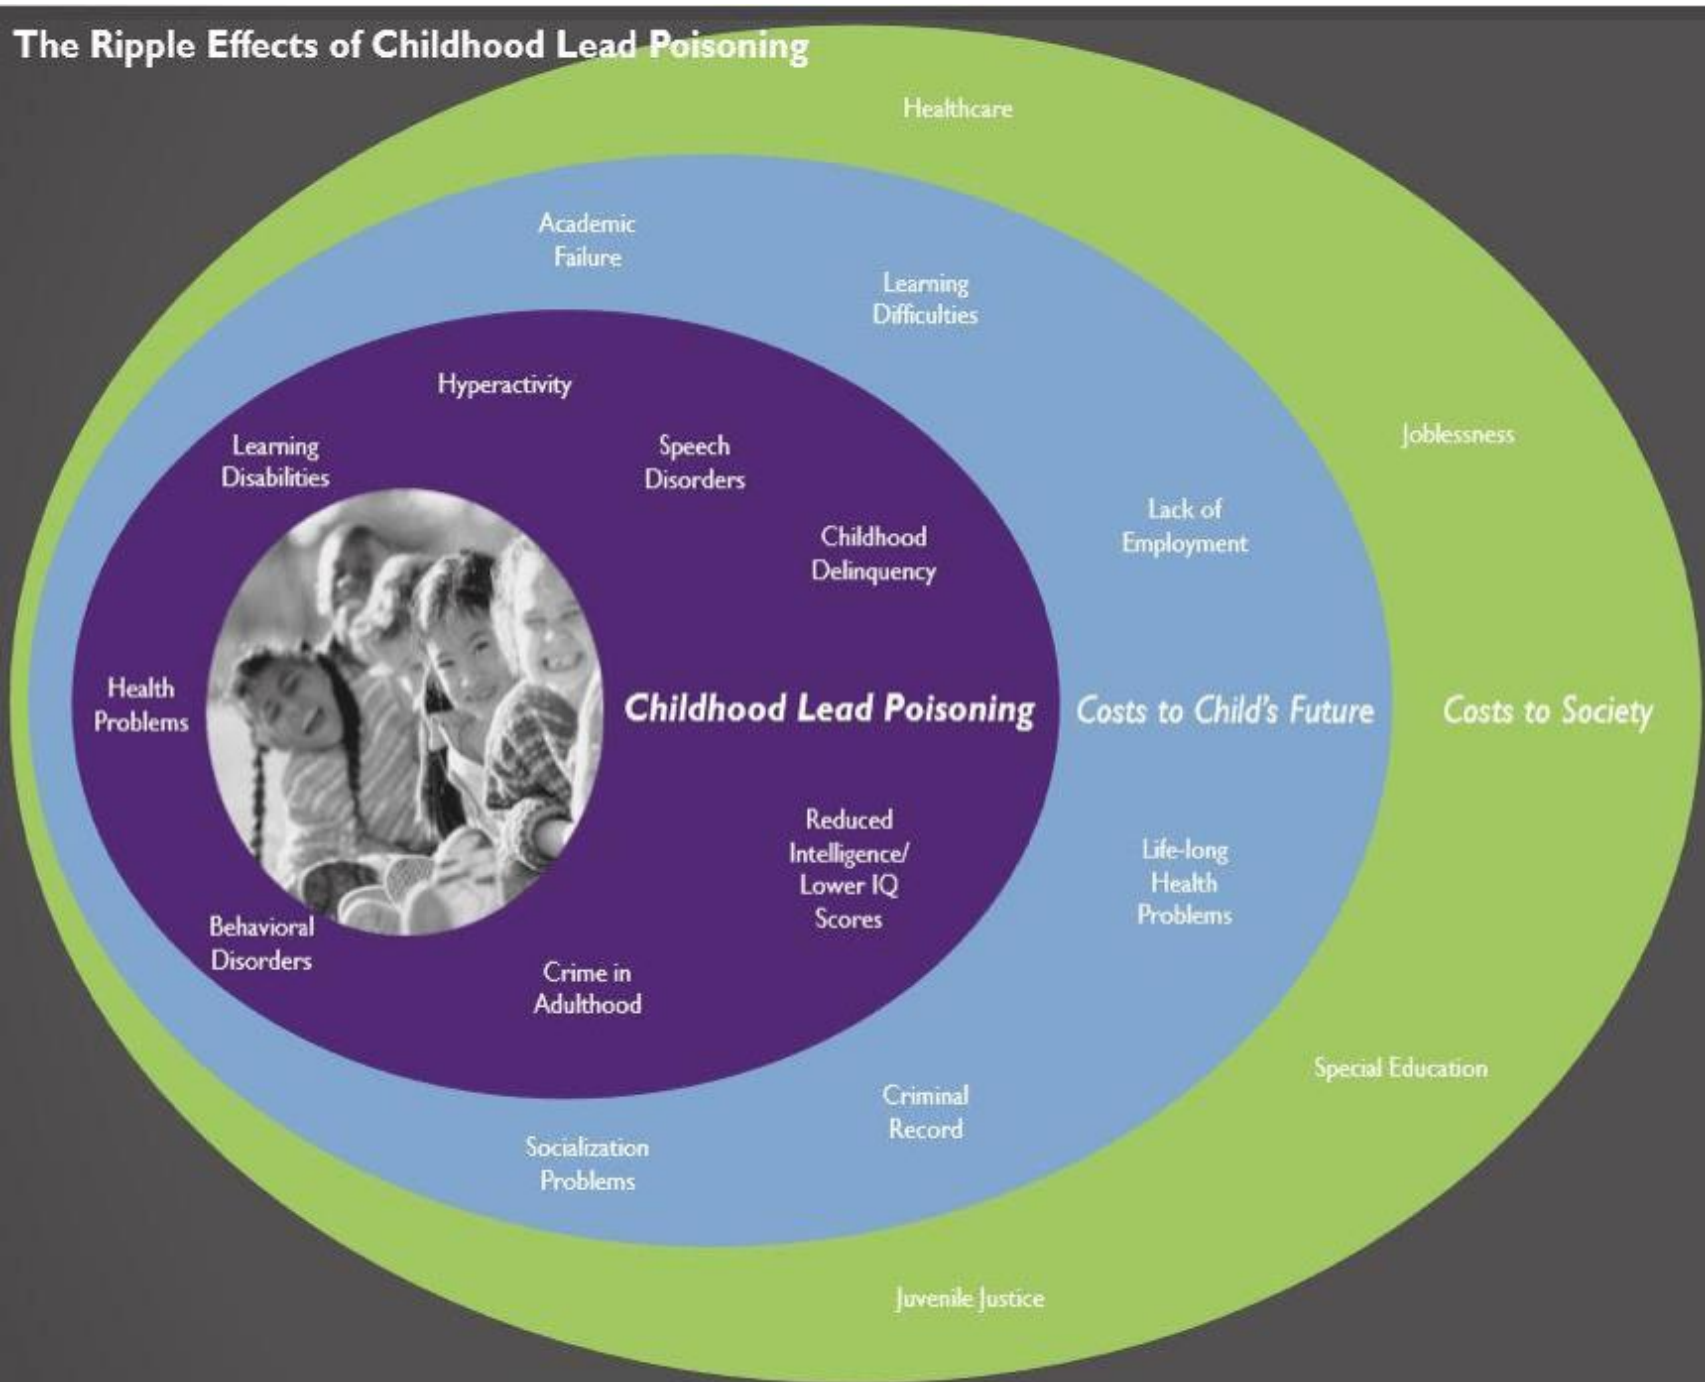 The Ripple Effects of Childhood Lead Poisoning
Healthcare
Academic
Failure
Learning
Difficulties
Hyperactivity
Learning
Disabilities
Speech
Disorders
Joblessness
Lack of
Employment
Childhood
Delinquency
Health
Problems
Childhood Lead Poisoning
Costs to Child's Future
Costs to Society
Reduced
Intelligence/
Lower IQ
Scores
Life-long
Health
Problems
Behavioral
Disorders
Crime in
Adulthood
Special Education
Criminal
Record
Socialization
Problems
Juvenile Justice